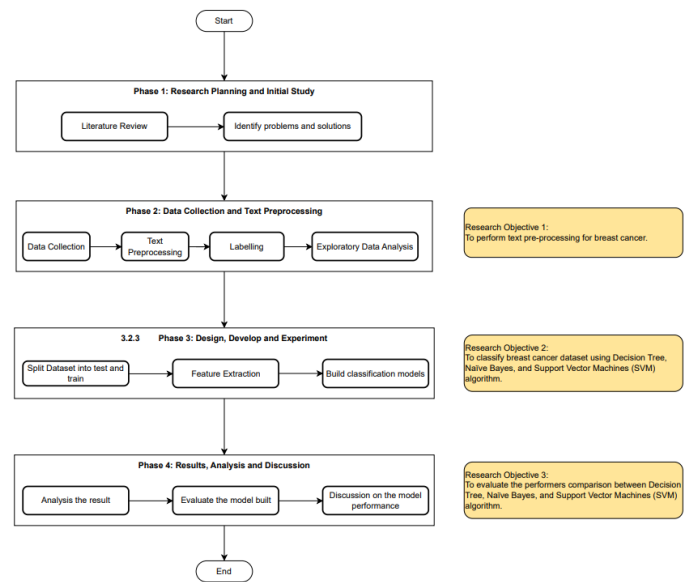 Start
Phase 1: Research Planning and Initial Study
Literature Review
Identify problems and solutions
Phase 2: Data Collection and Text Preprocessing
Data Collection
Text
Preprocessing
Labelling
Exploratory Data Analysis
Research Objective 1:
To perform text pre-processing for breast cancer.
3.2.3 Phase 3: Design, Develop and Experiment
Split Dataset into test and
train
Feature Extraction
Build classification models
Research Objective 2:
To classify breast cancer dataset using Decision Tree,
Naïve Bayes, and Support Vector Machines (SVM)
algorithm.
Phase 4: Results, Analysis and Discussion
Analysis the result
Evaluate the model built
Discussion on the model
performance
Research Objective 3:
To evaluate the performers comparison between Decision
Tree, Naïve Bayes, and Support Vector Machines (SVM)
algorithm.
End